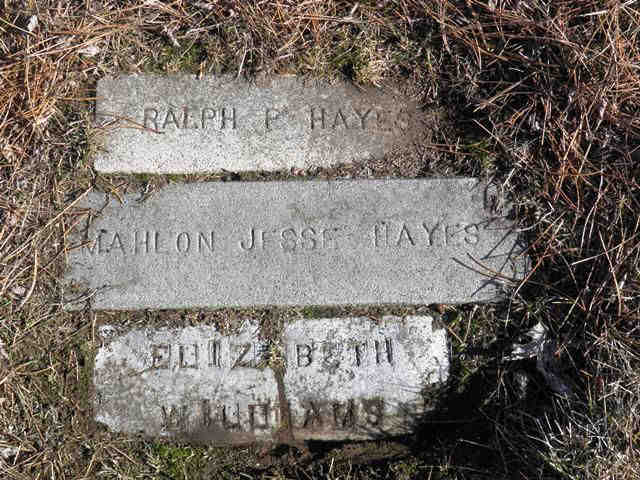 RALPH P HAYES
MAHLON JESSE HAYES
ELIZABETH
WILLIAMS